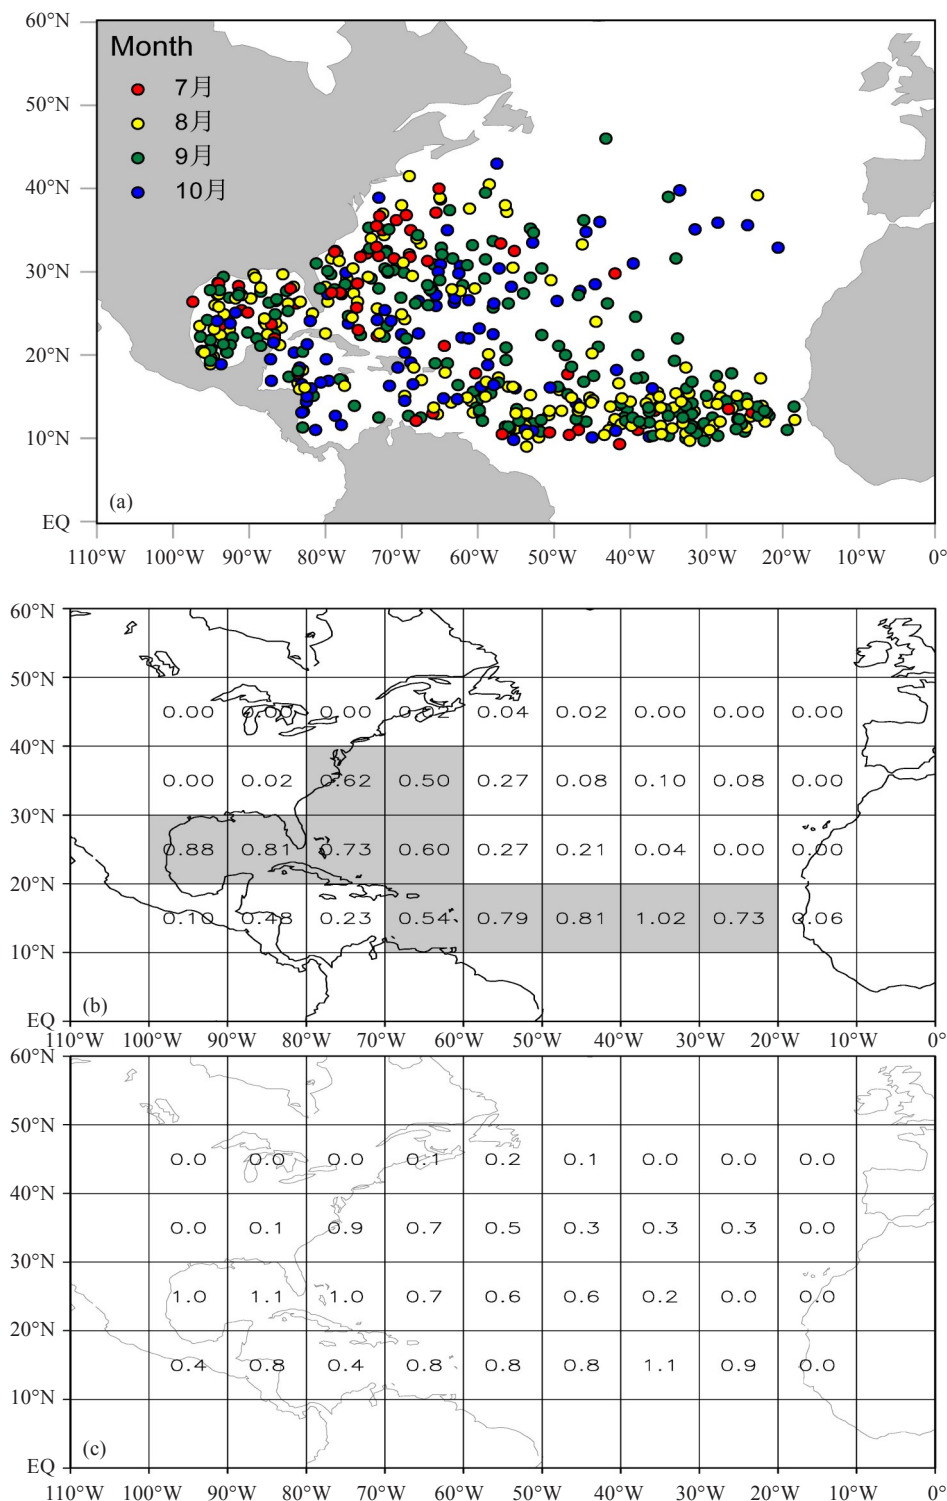 60°N
Month
7月
8月
9月
10月
50°N
40°N
30°N
20°N
10°N
(a)
EQ
110°W 100°W 90°W 80°W 70°W 60°W 50°W 40°W 30°W 20°W 10°W 0°
60°N
50°N
0.00 0.00 0.00 0.02 0.04 0.02 0.00 0.00 0.00
40°N
0.00 0.02 0.62 0.50 0.27 0.08 0.10 0.08 0.00
30°N
0.88 0.81 0.73 0.60 0.27 0.21 0.04 0.00 0.00
20°N
0.10 0.48 0.23 0.54 0.79 0.81 1.02 0.73 0.06
10°N
(b)
EQ
110°W 100°W 90°W 80°W 70°W 60°W 50°W 40°W 30°W 20°W 10°W 0°
60°N
50°N
0.0 0.0 0.0 0.1 0.2 0.1 0.0 0.0 0.0
40°N
0.0 0.1 0.9 0.7 0.5 0.3 0.3 0.3 0.0
30°N
1.0 1.1 1.0 0.7 0.6 0.6 0.2 0.0 0.0
20°N
0.4 0.8 0.4 0.8 0.8 0.8 1.1 0.9 0.0
10°N
(c)
EQ
110°W 100°W 90°W 80°W 70°W 60°W 50°W 40°W 30°W 20°W 10°W 0°